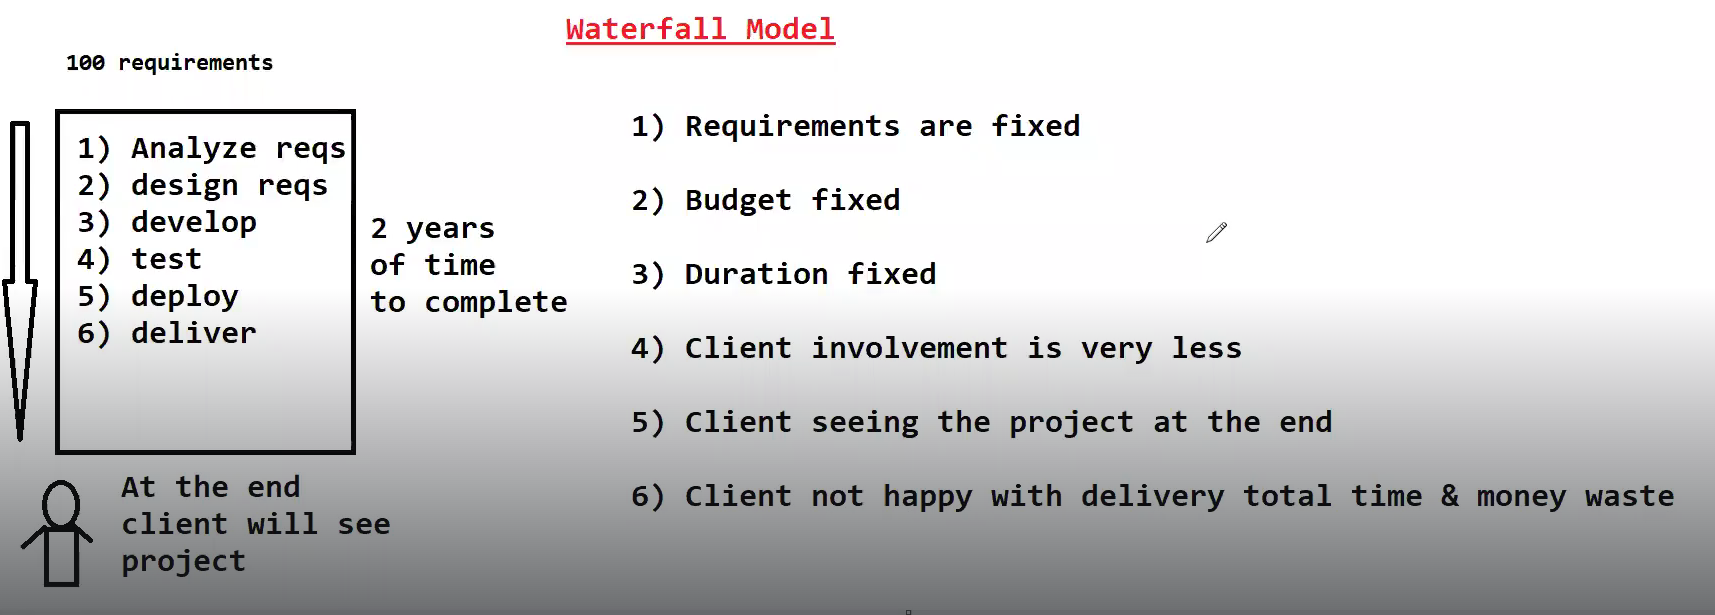 Waterfall Model
100 requirements
1) Analyze reqs
2) design reqs
3) develop
4) test
5) deploy
6) deliver
2 years
of time
to complete
At the end
client will see
project
1) Requirements are fixed
2) Budget fixed
3) Duration fixed
4) Client involvement is very less
5) Client seeing the project at the end
6) Client not happy with delivery total time & money waste